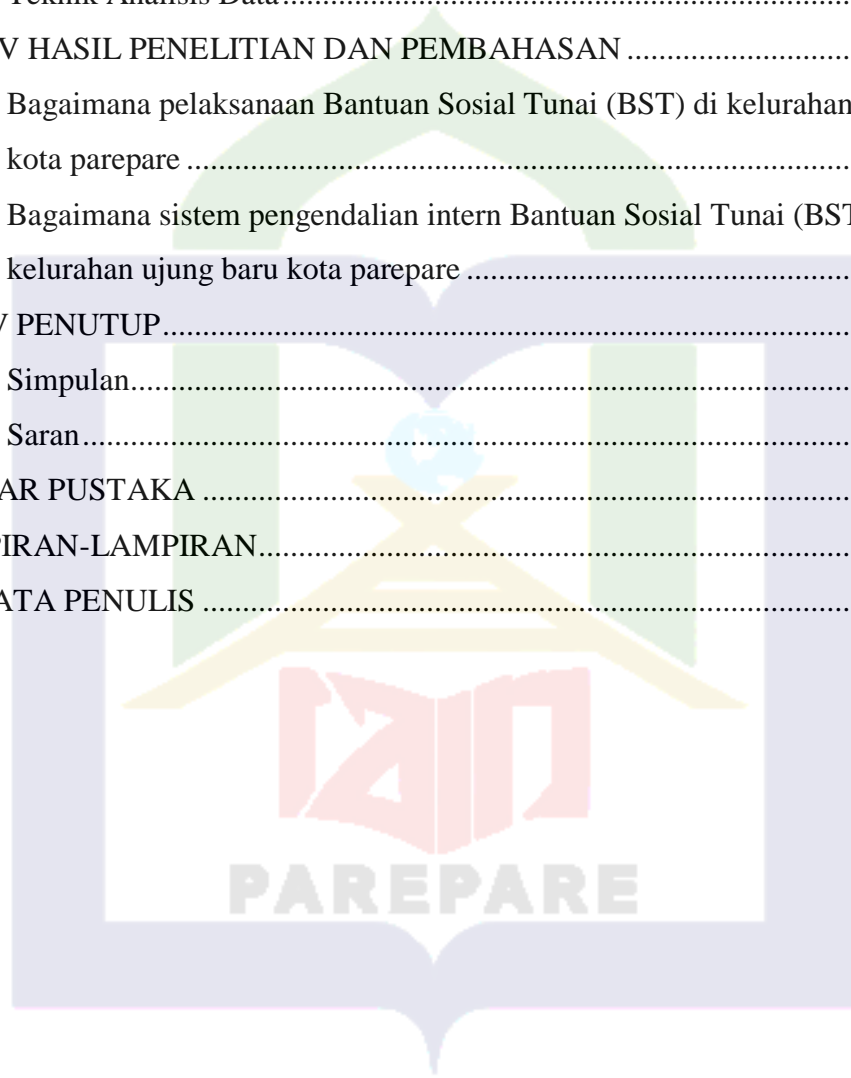 Teknik Analisis Data......................................................................
V HASIL PENELITIAN DAN PEMBAHASAN ............................
Bagaimana pelaksanaan Bantuan Sosial Tunai (BST) di kelurahan
kota parepare ...................................................................................
Bagaimana sistem pengendalian intern Bantuan Sosial Tunai (BST
kelurahan ujung baru kota parepare ................................................
V PENUTUP.......................................................................................
Simpulan...........................................................................................
Saran.................................................................................................
AR PUSTAKA .................................................................................
PIRAN-LAMPIRAN..........................................................................
ATA PENULIS .................................................................................
iain
PAREPARE